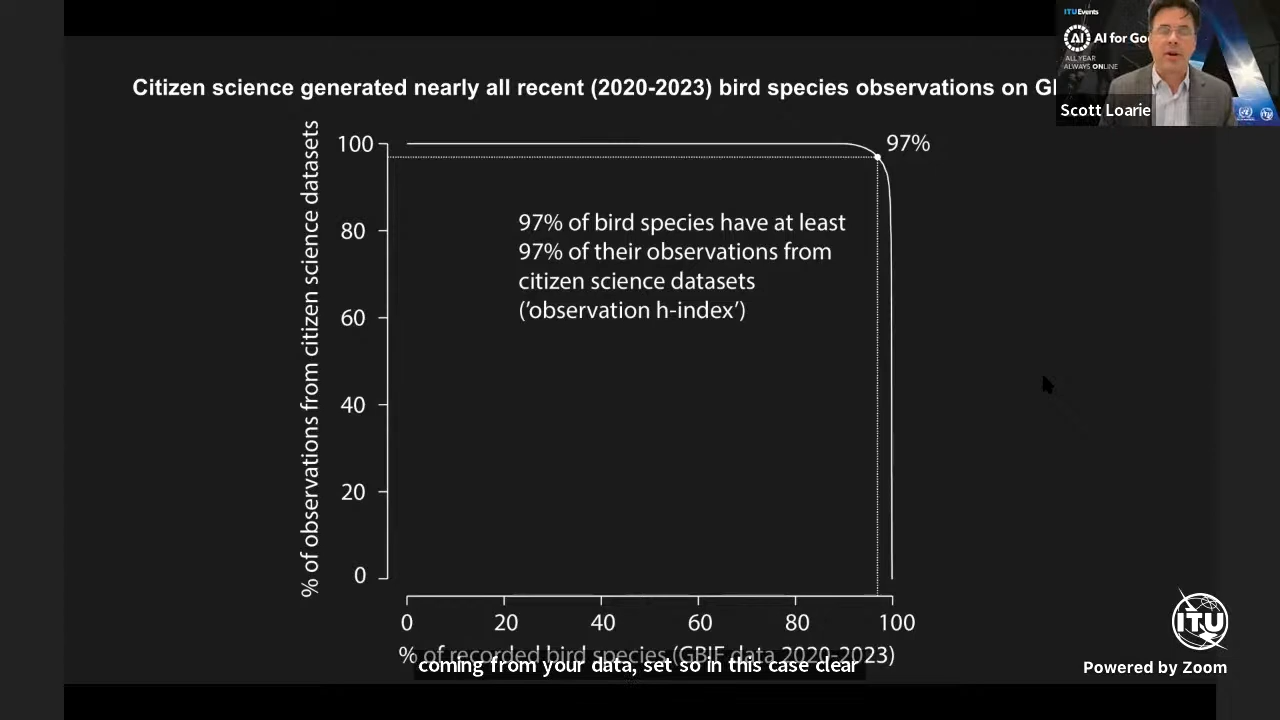 ITUEvents
AI
AI for Go
ALL YEAR
ALWAYS ONLINE
Scott Loarie
Citizen science generated nearly all recent (2020-2023) bird species observations on
% of observations from citizen science datasets
100
80
60
40
20
0
97%
97% of bird species have at least
97% of their observations from
citizen science datasets
('observation h-index')
0 20 40 60 80 100
% of recorded bird species (GBIF data 2020-2023)
coming from your data, set so in this case clear
ITU
Powered by Zoom